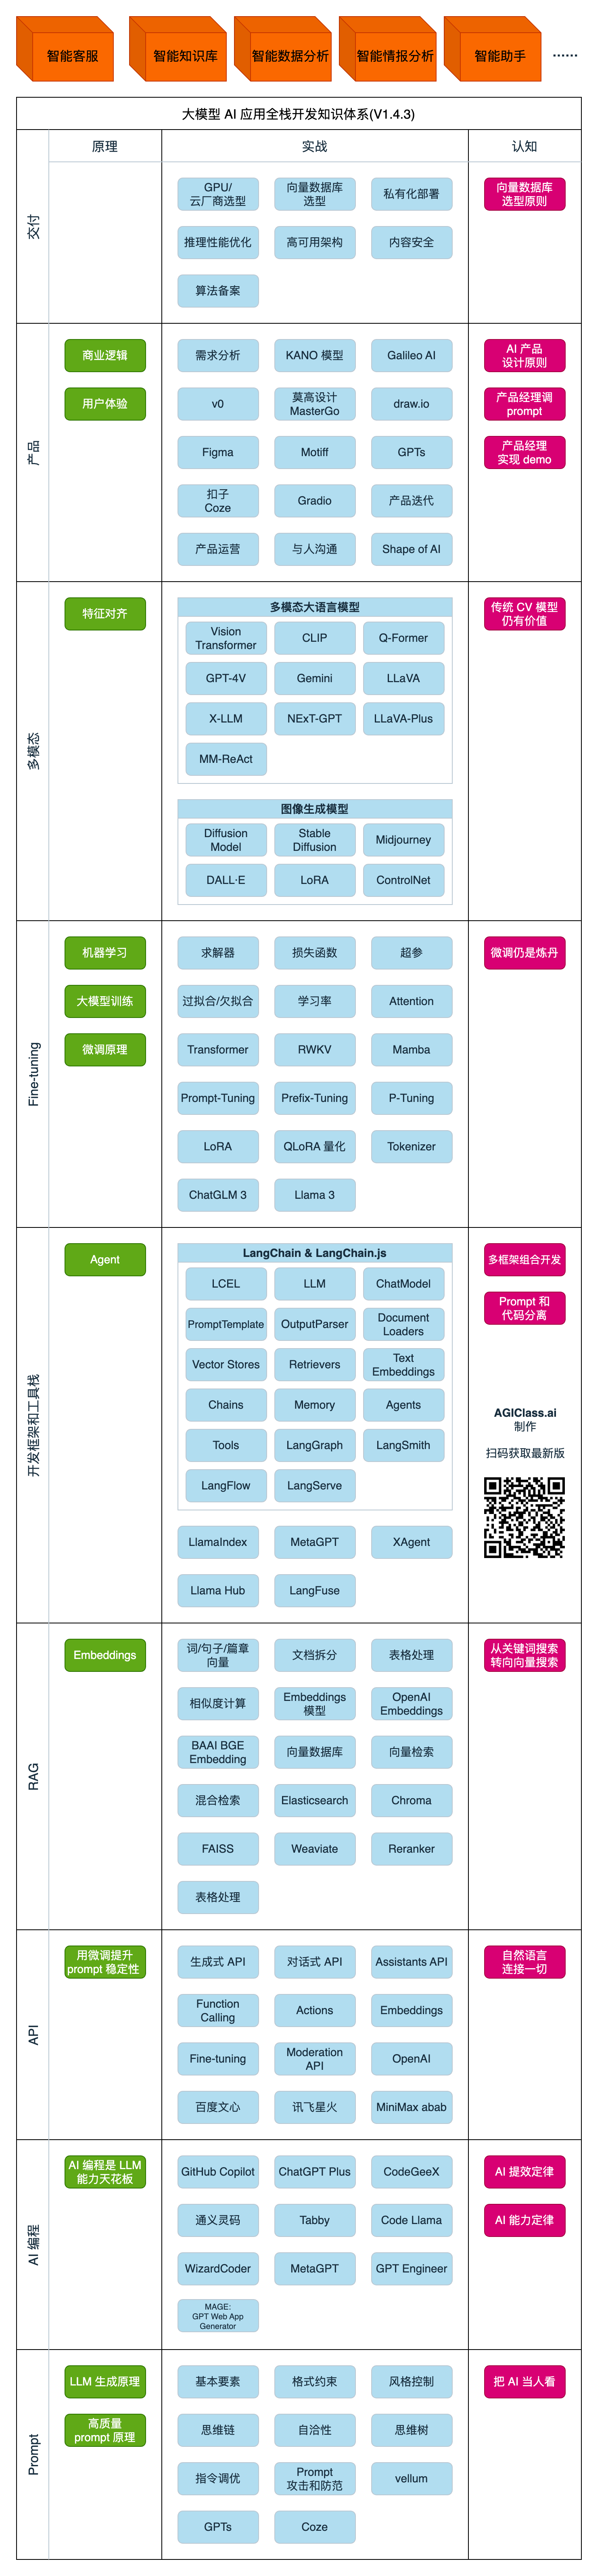 智能客服
智能知识库
智能数据分析
智能情报分析
智能助手
······
大模型 AI 应用全栈开发知识体系(V1.4.3)
原理
实战
认知
交付
GPU/
云厂商选型
向量数据库
选型
私有化部署
向量数据库
选型原则
推理性能优化
高可用架构
内容安全
算法备案
产品
商业逻辑
需求分析
KANO 模型
Galileo AI
AI 产品
设计原则
用户体验
v0
莫高设计
MasterGo
draw.io
产品经理调
prompt
Figma
Motiff
GPTs
产品经理
实现 demo
扣子
Coze
Gradio
产品迭代
产品运营
与人沟通
Shape of AI
多模态
特征对齐
多模态大语言模型
传统 CV 模型
仍有价值
Vision
Transformer
CLIP
Q-Former
GPT-4V
Gemini
LLaVA
X-LLM
NExT-GPT
LLaVA-Plus
MM-ReAct
图像生成模型
Diffusion
Model
Stable
Diffusion
Midjourney
DALL·E
LoRA
ControlNet
Fine-tuning
机器学习
求解器
损失函数
超参
微调仍是炼丹
大模型训练
过拟合/欠拟合
学习率
Attention
微调原理
Transformer
RWKV
Mamba
Prompt-Tuning
Prefix-Tuning
P-Tuning
LoRA
QLoRA 量化
Tokenizer
ChatGLM 3
Llama 3
开发框架和工具栈
Agent
LangChain & LangChain.js
多框架组合开发
LCEL
LLM
ChatModel
Prompt 和
代码分离
PromptTemplate
OutputParser
Document
Loaders
Vector Stores
Retrievers
Text
Embeddings
Chains
Memory
Agents
AGIClass.ai
制作
Tools
LangGraph
LangSmith
扫码获取最新版
LangFlow
LangServe
LlamaIndex
MetaGPT
XAgent
Llama Hub
LangFuse
RAG
Embeddings
词/句子/篇章
向量
文档拆分
表格处理
从关键词搜索
转向向量搜索
相似度计算
Embeddings
模型
OpenAI
Embeddings
BAAI BGE
Embedding
向量数据库
向量检索
混合检索
Elasticsearch
Chroma
FAISS
Weaviate
Reranker
表格处理
API
用微调提升
prompt 稳定性
生成式 API
对话式 API
Assistants API
自然语言
连接一切
Function
Calling
Actions
Embeddings
Fine-tuning
Moderation
API
OpenAI
百度文心
讯飞星火
MiniMax abab
AI 编程
AI 编程是 LLM
能力天花板
GitHub Copilot
ChatGPT Plus
CodeGeeX
AI 提效定律
通义灵码
Tabby
Code Llama
AI 能力定律
WizardCoder
MetaGPT
GPT Engineer
MAGE:
GPT Web App
Generator
Prompt
LLM 生成原理
基本要素
格式约束
风格控制
把 AI 当人看
高质量
prompt 原理
思维链
自洽性
思维树
指令调优
Prompt
攻击和防范
vellum
GPTs
Coze